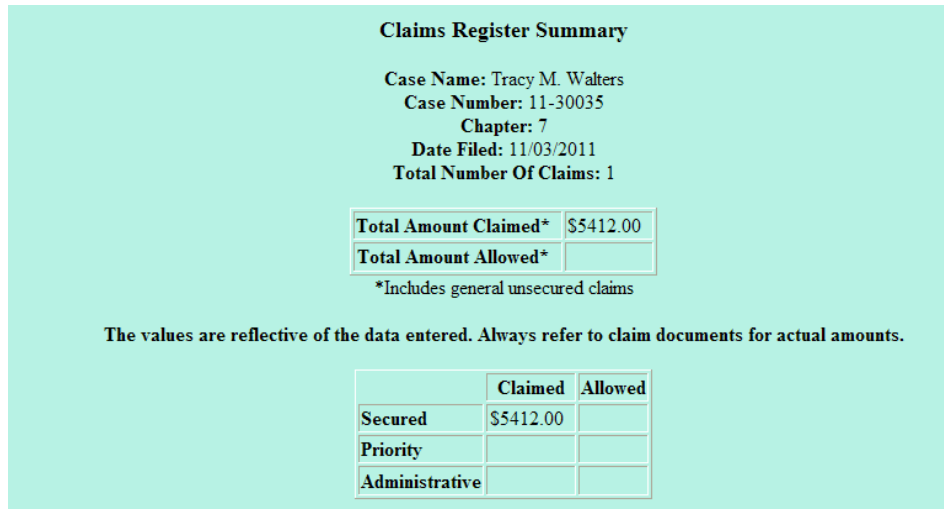 Claims Register Summary
Case Name: Tracy M. Walters
Case Number: 11-30035
Chapter: 7
Date Filed: 11/03/2011
Total Number Of Claims: 1
Total Amount Claimed* $5412.00
Total Amount Allowed*
*Includes general unsecured claims
The values are reflective of the data entered. Always refer to claim documents for actual amounts.
Claimed Allowed
Secured $5412.00
Priority
Administrative